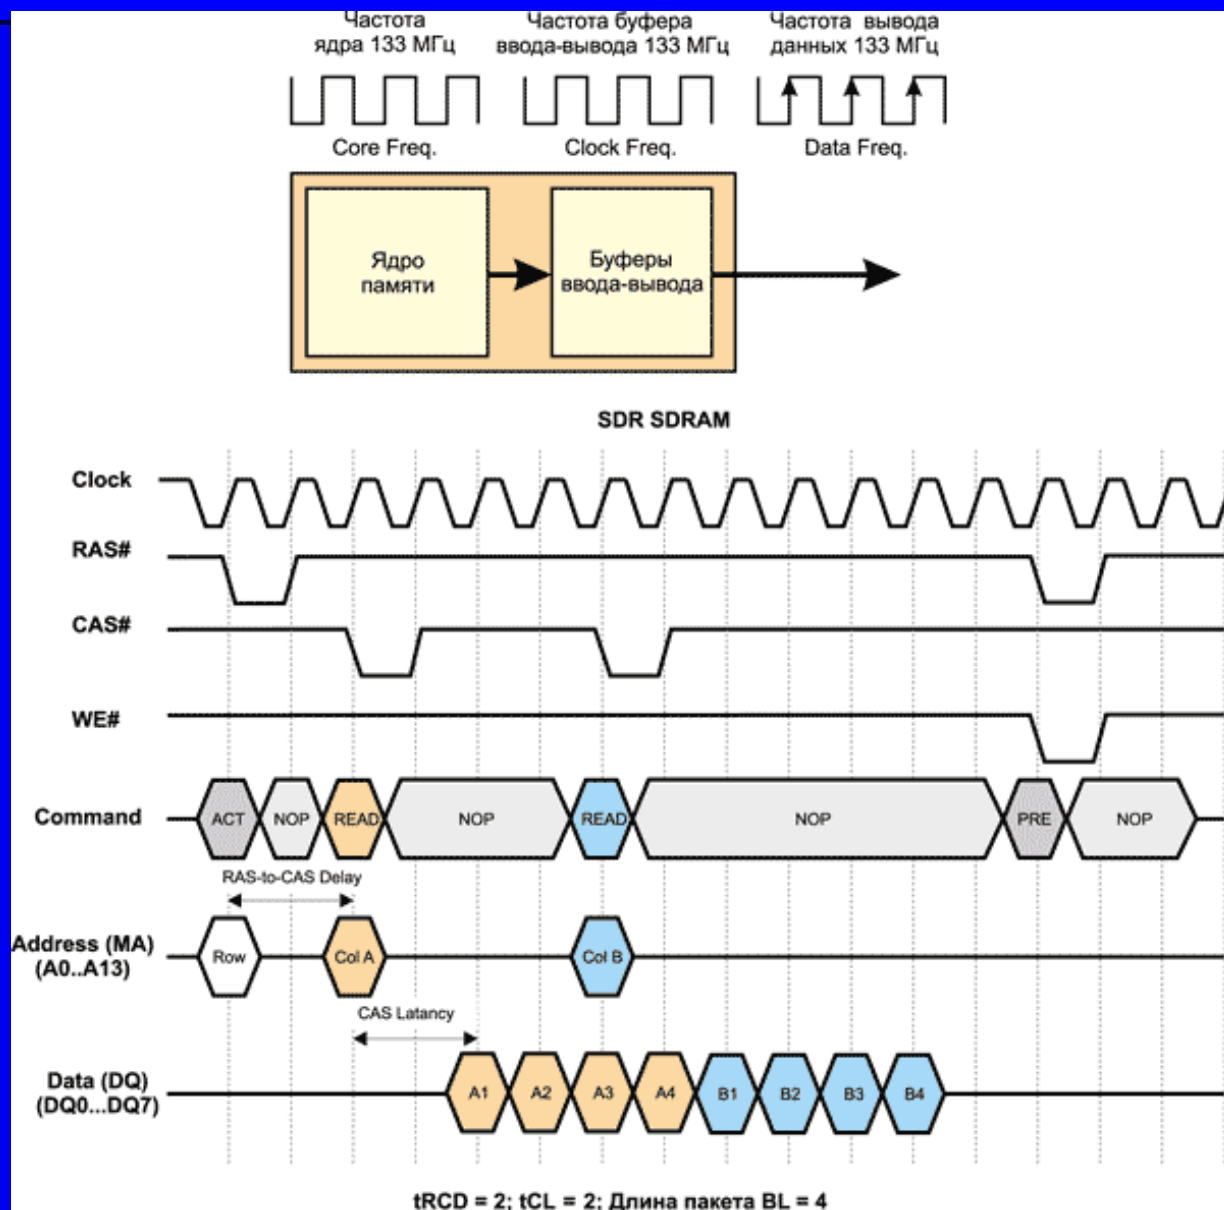 Частота
ядра 133 МГц
Частота буфера
ввода-вывода 133 МГц
Частота вывода
данных 133 МГц
Core Freq.
Clock Freq.
Data Freq.
Ядро
памяти
Буферы
ввода-вывода
SDR SDRAM
Clock
RAS#
CAS#
WE#
Command
ACT
NOP
READ
NOP
READ
NOP
PRE
NOP
RAS-to-CAS Delay
Address (MA)
(A0..A13)
Row
Col A
Col B
CAS Latancy
Data (DQ)
(DQ0...DQ7)
A1
A2
A3
A4
B1
B2
B3
B4
tRCD = 2; tCL = 2; Длина пакета BL = 4